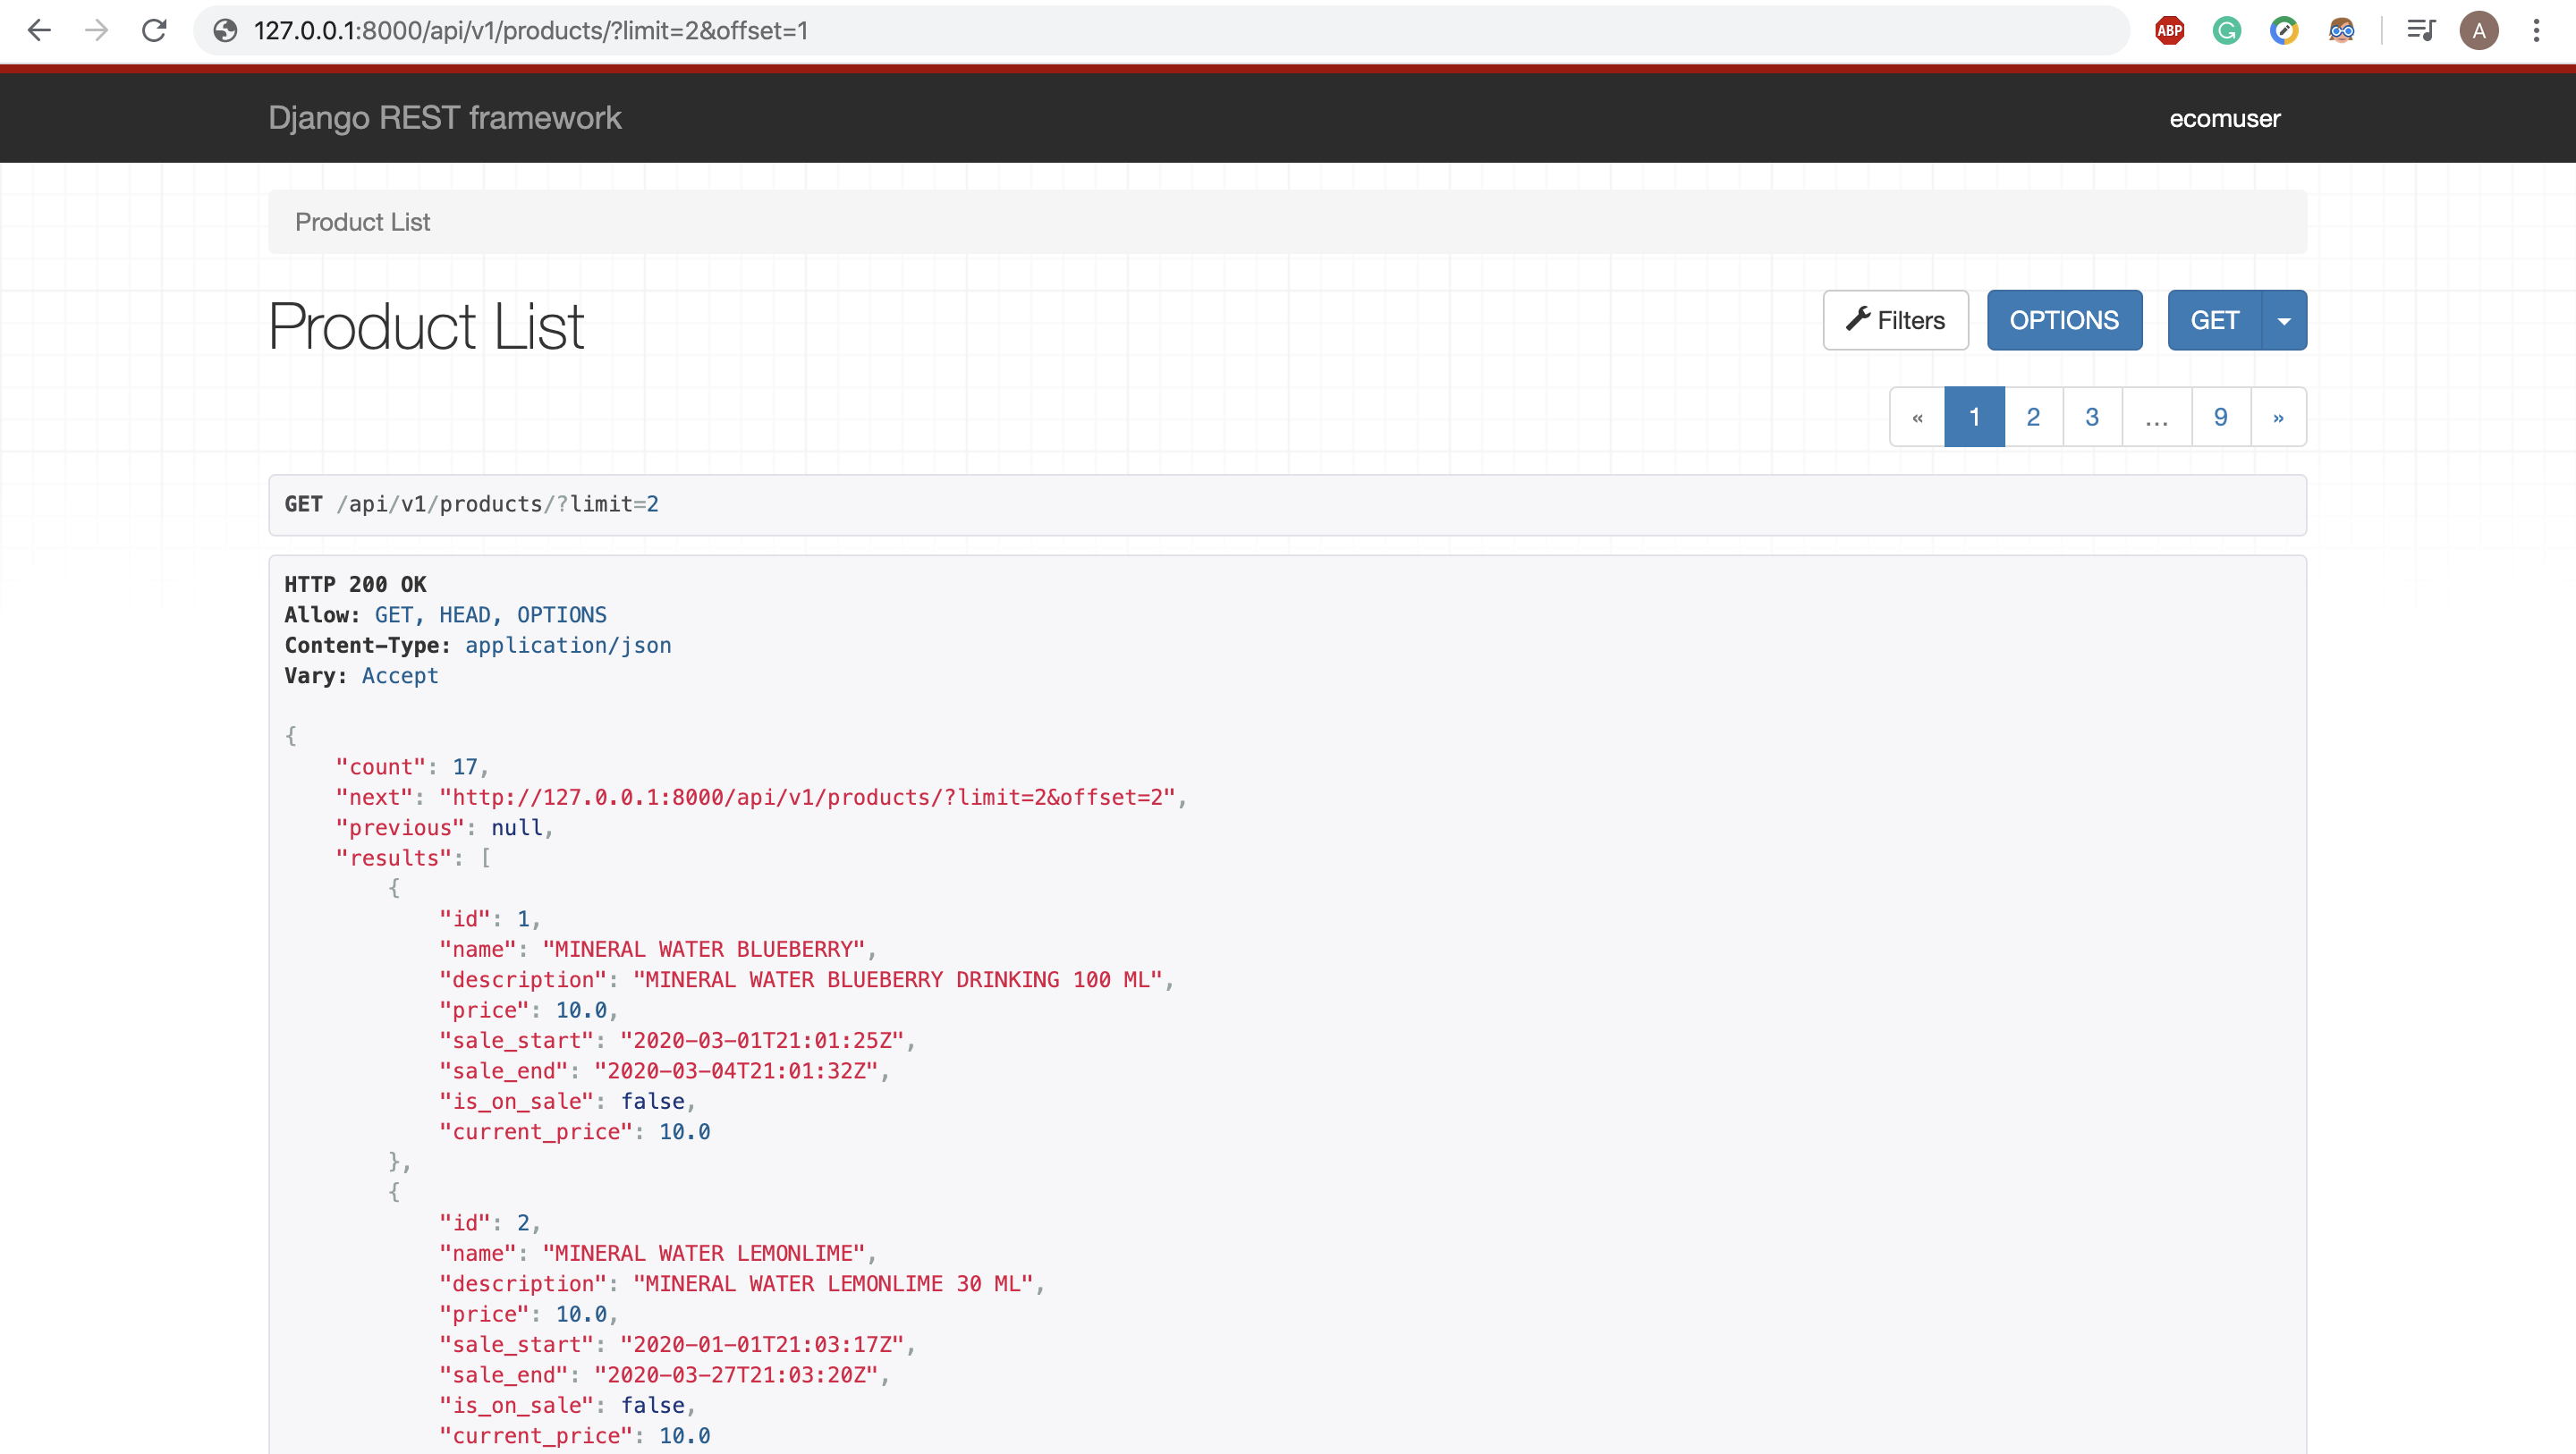 127.0.0.1:8000/api/v1/products/?limit=2&offset=1
ABP
G
A
Django REST framework
ecomuser
Product List
Product List
Filters
OPTIONS
GET
« 1 2 3 … 9 »
GET /api/v1/products/?limit=2
HTTP 200 OK
Allow: GET, HEAD, OPTIONS
Content-Type: application/json
Vary: Accept
{
    "count": 17,
    "next": "http://127.0.0.1:8000/api/v1/products/?limit=2&offset=2",
    "previous": null,
    "results": [
        {
            "id": 1,
            "name": "MINERAL WATER BLUEBERRY",
            "description": "MINERAL WATER BLUEBERRY DRINKING 100 ML",
            "price": 10.0,
            "sale_start": "2020-03-01T21:01:25Z",
            "sale_end": "2020-03-04T21:01:32Z",
            "is_on_sale": false,
            "current_price": 10.0
        },
        {
            "id": 2,
            "name": "MINERAL WATER LEMONLIME",
            "description": "MINERAL WATER LEMONLIME 30 ML",
            "price": 10.0,
            "sale_start": "2020-01-01T21:03:17Z",
            "sale_end": "2020-03-27T21:03:20Z",
            "is_on_sale": false,
            "current_price": 10.0